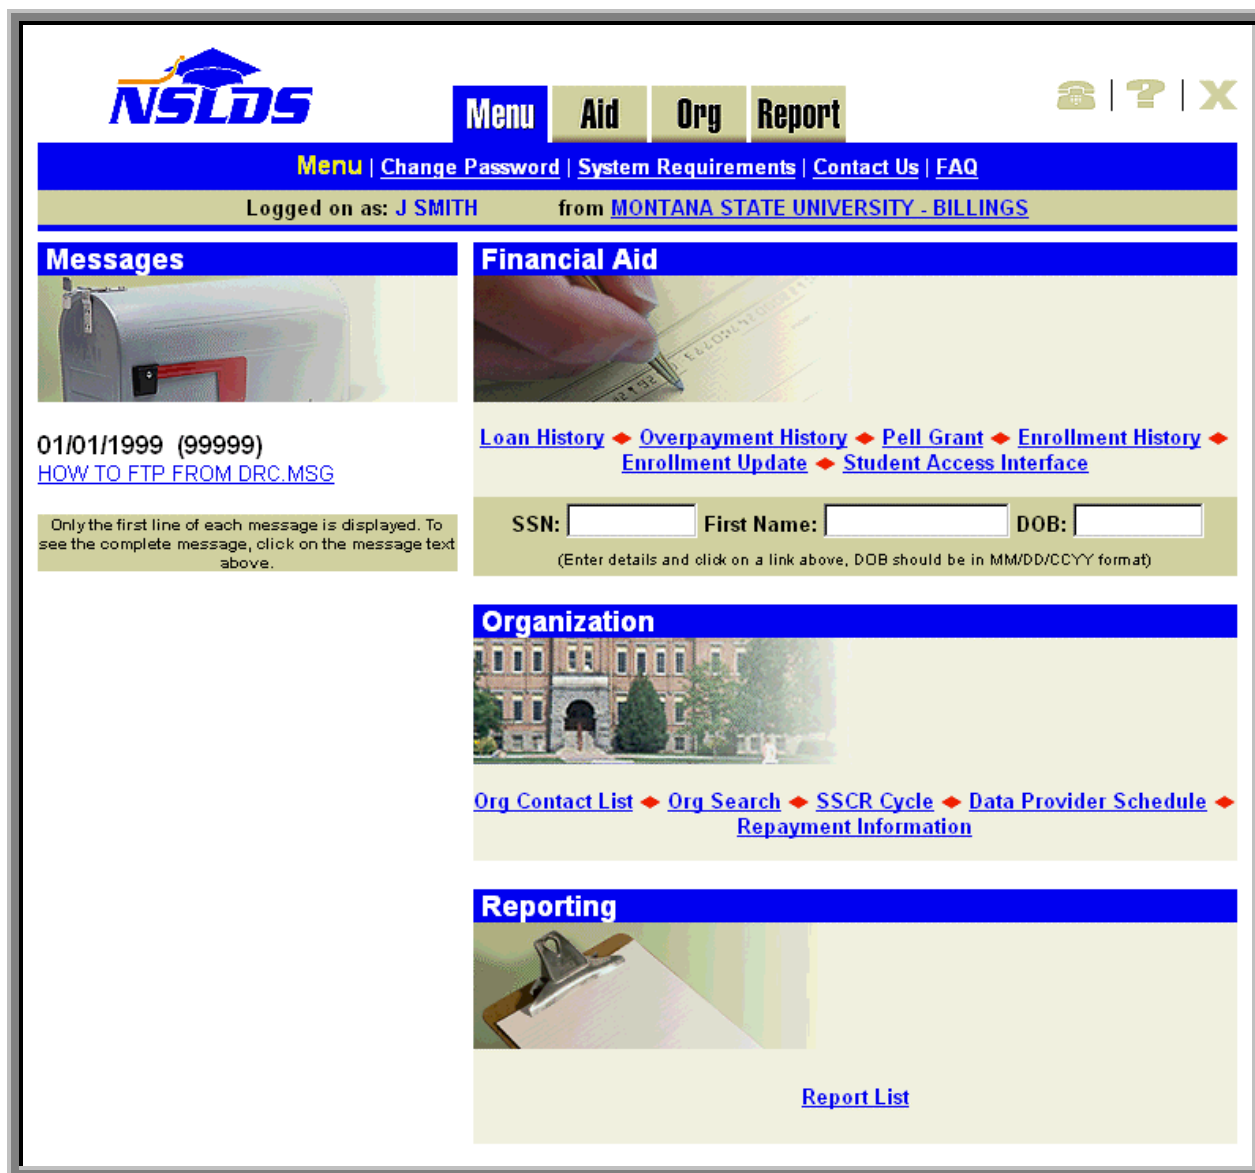 NSLDS
Menu Aid Org Report
? | X
Menu | Change Password | System Requirements | Contact Us | FAQ
Logged on as: J SMITH from MONTANA STATE UNIVERSITY - BILLINGS
Messages
01/01/1999 (99999)
HOW TO FTP FROM DRC.MSG
Only the first line of each message is displayed. To
see the complete message, click on the message text
above.
Financial Aid
Loan History Overpayment History Pell Grant Enrollment History
Enrollment Update Student Access Interface
SSN: First Name: DOB:
(Enter details and click on a link above, DOB should be in MM/DD/CCYY format)
Organization
Org Contact List Org Search SSCR Cycle Data Provider Schedule
Repayment Information
Reporting
Report List